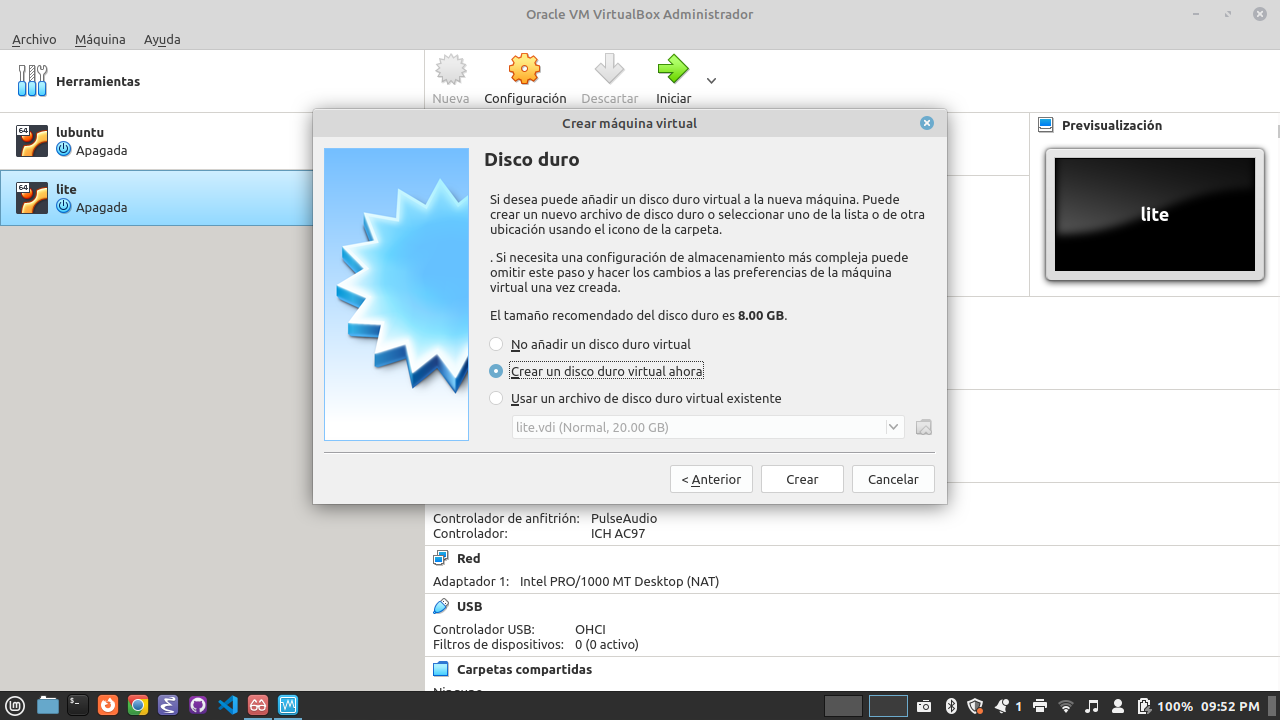 Oracle VM VirtualBox Administrador
Archivo Máquina Ayuda
Herramientas
Nueva Configuración Descartar Iniciar
64 lubuntu
Apagada
64 lite
Apagada
Previsualización
lite
Crear máquina virtual
Disco duro
Si desea puede añadir un disco duro virtual a la nueva máquina. Puede
crear un nuevo archivo de disco duro o seleccionar uno de la lista o de otra
ubicación usando el icono de la carpeta.
. Si necesita una configuración de almacenamiento más compleja puede
omitir este paso y hacer los cambios a las preferencias de la máquina
virtual una vez creada.
El tamaño recomendado del disco duro es 8.00 GB.
No añadir un disco duro virtual
Crear un disco duro virtual ahora
Usar un archivo de disco duro virtual existente
lite.vdi (Normal, 20.00 GB)
< Anterior Crear Cancelar
Controlador de anfitrión: PulseAudio
Controlador: ICH AC97
Red
Adaptador 1: Intel PRO/1000 MT Desktop (NAT)
USB
Controlador USB: OHCI
Filtros de dispositivos: 0 (0 activo)
Carpetas compartidas
1 100% 09:52 PM